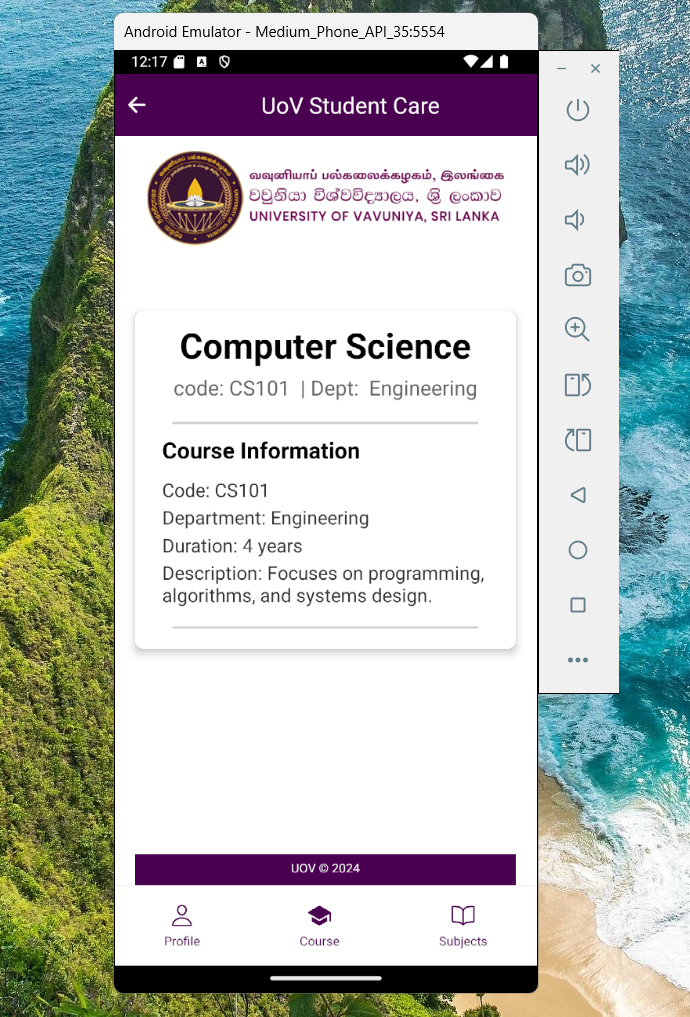 Android Emulator - Medium_Phone_API_35:5554
12:17
UoV Student Care
வவுனியாப் பல்கலைக்கழகம், இலங்கை
වවුනියා විශ්වවිද්‍යාලය, ශ්‍රී ලංකාව
UNIVERSITY OF VAVUNIYA, SRI LANKA
Computer Science
code: CS101 | Dept: Engineering
Course Information
Code: CS101
Department: Engineering
Duration: 4 years
Description: Focuses on programming,
algorithms, and systems design.
UOV © 2024
Profile
Course
Subjects